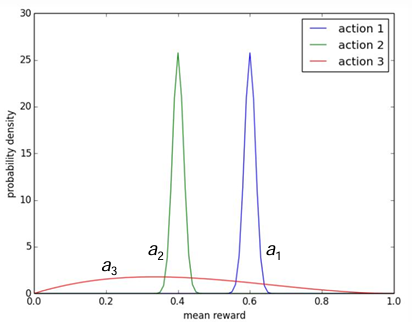 30
25
20
15
10
5
0
probability density
action 1
action 2
action 3
a₃
a₂
a₁
0.0 0.2 0.4 0.6 0.8 1.0
mean reward